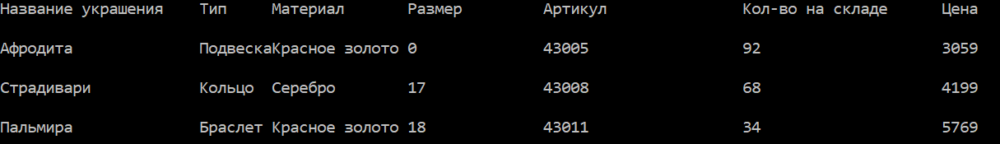 Название украшения Тип Материал Размер Артикул Кол-во на складе Цена
Афродита ПодвескаКрасное золото 0 43005 92 3059
Страдивари Кольцо Серебро 17 43008 68 4199
Пальмира Браслет Красное золото 18 43011 34 5769